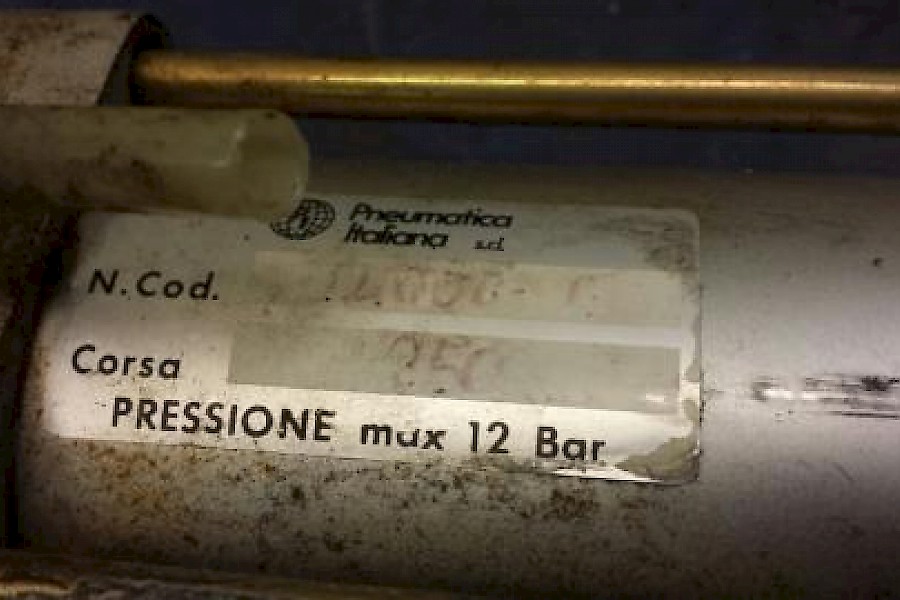 Pneumatica
Italiana s.r.l.
N. Cod.
Corsa
PRESSIONE max 12 Bar